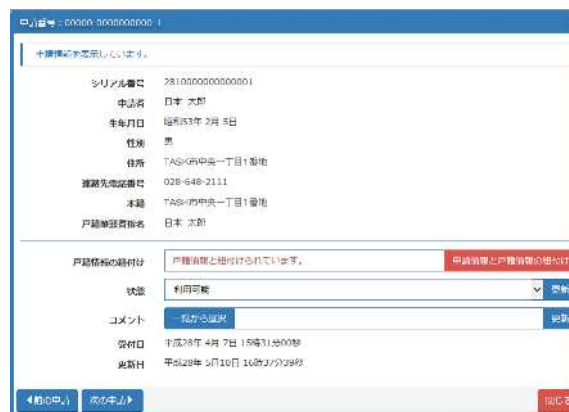 申請番号：00000-0000000000-1
申請情報を表示しています。
シリアル番号 2810000000000001
申請者 日本 太郎
生年月日 昭和53年 2月 5日
性別 男
住所 TASK市中央一丁目1番地
連絡先電話番号 028-648-2111
本籍 TASK市中央一丁目1番地
戸籍筆頭者指名 日本 太郎
戸籍情報の紐付け 戸籍情報と紐付けられています。 申請情報と戸籍情報の紐付け
状態 利用可能 更新
コメント 一覧から選択 更新
受付日 平成28年 4月 7日 15時31分00秒
更新日 平成28年 5月10日 16時37分39秒
前の申請 次の申請 閉じる